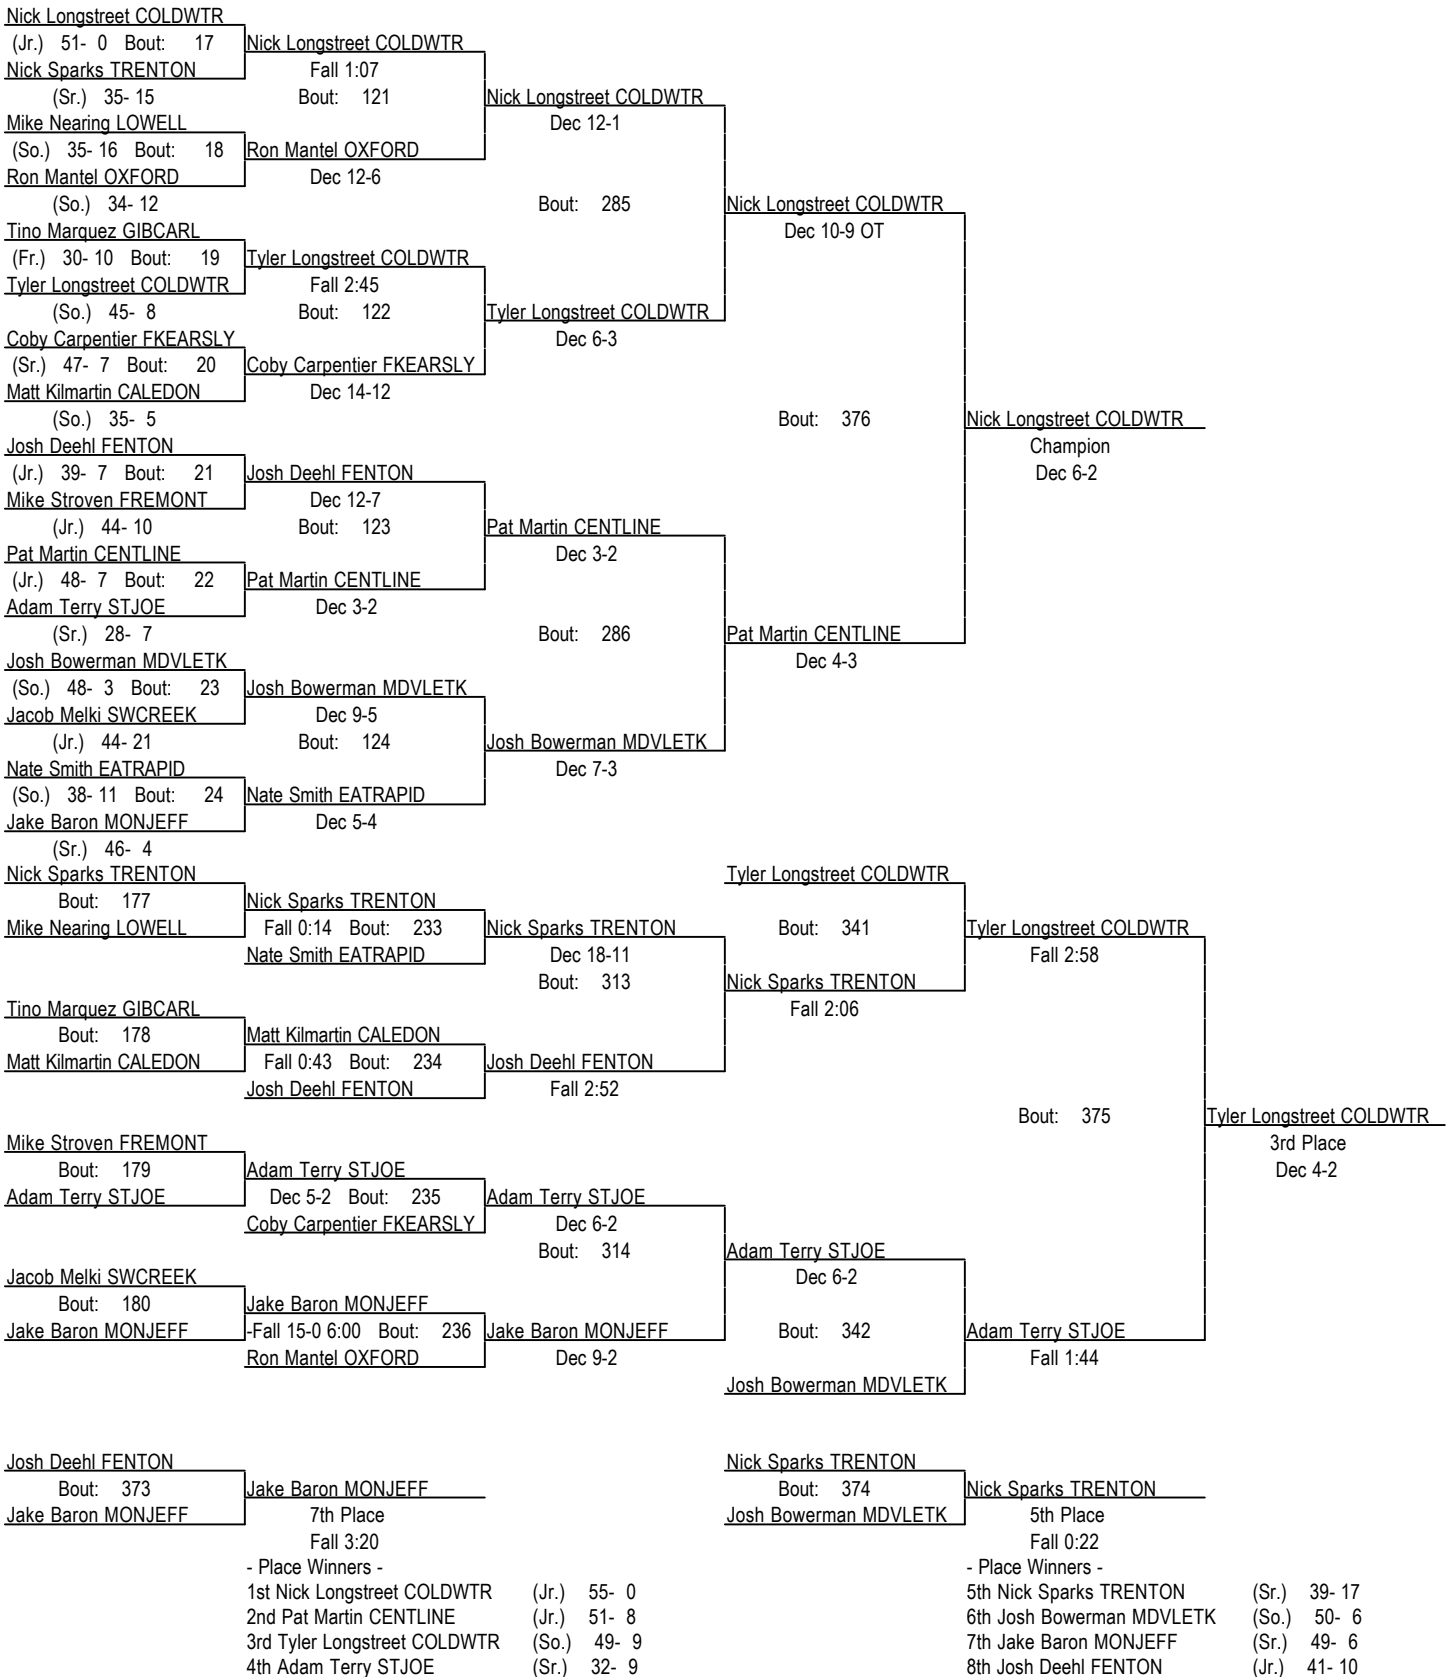 Nick Longstreet COLDWTR
(Jr.) 51- 0 Bout: 17 Nick Longstreet COLDWTR
Nick Sparks TRENTON Fall 1:07
(Sr.) 35- 15 Bout: 121 Nick Longstreet COLDWTR
Mike Nearing LOWELL Dec 12-1
(So.) 35- 16 Bout: 18 Ron Mantel OXFORD
Ron Mantel OXFORD Dec 12-6
(So.) 34- 12 Bout: 285 Nick Longstreet COLDWTR
Tino Marquez GIBCARL Dec 10-9 OT
(Fr.) 30- 10 Bout: 19 Tyler Longstreet COLDWTR
Tyler Longstreet COLDWTR Fall 2:45
(So.) 45- 8 Bout: 122 Tyler Longstreet COLDWTR
Coby Carpentier FKEARSLY Dec 6-3
(Sr.) 47- 7 Bout: 20 Coby Carpentier FKEARSLY
Matt Kilmartin CALEDON Dec 14-12
(So.) 35- 5 Bout: 376 Nick Longstreet COLDWTR
Josh Deehl FENTON Champion
(Jr.) 39- 7 Bout: 21 Josh Deehl FENTON Dec 6-2
Mike Stroven FREMONT Dec 12-7
(Jr.) 44- 10 Bout: 123 Pat Martin CENTLINE
Pat Martin CENTLINE Dec 3-2
(Jr.) 48- 7 Bout: 22 Pat Martin CENTLINE
Adam Terry STJOE Dec 3-2
(Sr.) 28- 7 Bout: 286 Pat Martin CENTLINE
Josh Bowerman MDVLETK Dec 4-3
(So.) 48- 3 Bout: 23 Josh Bowerman MDVLETK
Jacob Melki SWCREEK Dec 9-5
(Jr.) 44- 21 Bout: 124 Josh Bowerman MDVLETK
Nate Smith EATRAPID Dec 7-3
(So.) 38- 11 Bout: 24 Nate Smith EATRAPID
Jake Baron MONJEFF Dec 5-4
(Sr.) 46- 4
Nick Sparks TRENTON Tyler Longstreet COLDWTR
Bout: 177 Nick Sparks TRENTON
Mike Nearing LOWELL Fall 0:14 Bout: 233 Nick Sparks TRENTON Bout: 341 Tyler Longstreet COLDWTR
Nate Smith EATRAPID Dec 18-11 Fall 2:58
Bout: 313 Nick Sparks TRENTON
Tino Marquez GIBCARL Fall 2:06
Bout: 178 Matt Kilmartin CALEDON
Matt Kilmartin CALEDON Fall 0:43 Bout: 234 Josh Deehl FENTON
Josh Deehl FENTON Fall 2:52
Bout: 375 Tyler Longstreet COLDWTR
Mike Stroven FREMONT 3rd Place
Bout: 179 Adam Terry STJOE Dec 4-2
Adam Terry STJOE Dec 5-2 Bout: 235 Adam Terry STJOE
Coby Carpentier FKEARSLY Dec 6-2
Bout: 314 Adam Terry STJOE
Jacob Melki SWCREEK Dec 6-2
Bout: 180 Jake Baron MONJEFF
Jake Baron MONJEFF -Fall 15-0 6:00 Bout: 236 Jake Baron MONJEFF Bout: 342 Adam Terry STJOE
Ron Mantel OXFORD Dec 9-2 Fall 1:44
Josh Bowerman MDVLETK
Josh Deehl FENTON Nick Sparks TRENTON
Bout: 373 Jake Baron MONJEFF Bout: 374 Nick Sparks TRENTON
Jake Baron MONJEFF 7th Place Josh Bowerman MDVLETK 5th Place
Fall 3:20 Fall 0:22
- Place Winners - - Place Winners -
1st Nick Longstreet COLDWTR (Jr.) 55- 0 5th Nick Sparks TRENTON (Sr.) 39- 17
2nd Pat Martin CENTLINE (Jr.) 51- 8 6th Josh Bowerman MDVLETK (So.) 50- 6
3rd Tyler Longstreet COLDWTR (So.) 49- 9 7th Jake Baron MONJEFF (Sr.) 49- 6
4th Adam Terry STJOE (Sr.) 32- 9 8th Josh Deehl FENTON (Jr.) 41- 10